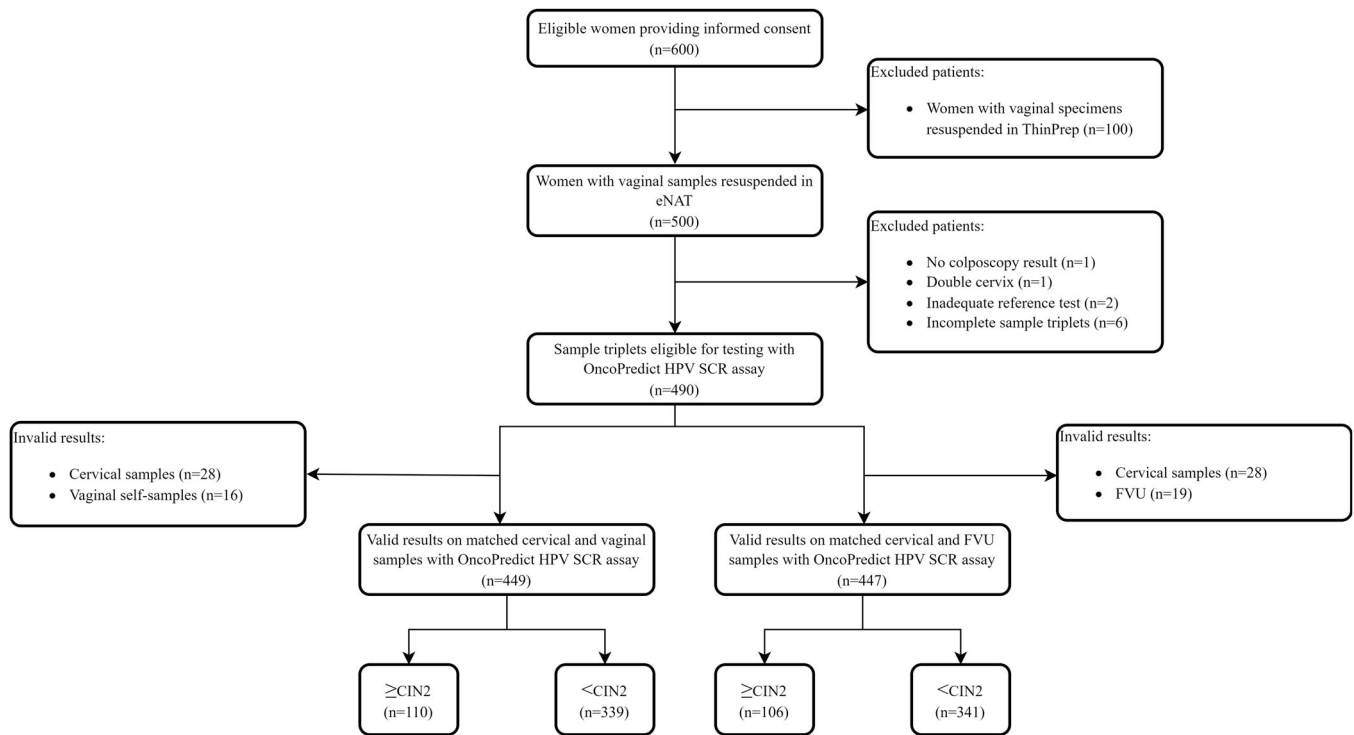 Eligible women providing informed consent
(n=600)
Excluded patients:
• Women with vaginal specimens
resuspended in ThinPrep (n=100)
Women with vaginal samples resuspended in
eNAT
(n=500)
Excluded patients:
• No colposcopy result (n=1)
• Double cervix (n=1)
• Inadequate reference test (n=2)
• Incomplete sample triplets (n=6)
Sample triplets eligible for testing with
OncoPredict HPV SCR assay
(n=490)
Invalid results:
• Cervical samples (n=28)
• Vaginal self-samples (n=16)
Invalid results:
• Cervical samples (n=28)
• FVU (n=19)
Valid results on matched cervical and vaginal
samples with OncoPredict HPV SCR assay
(n=449)
Valid results on matched cervical and FVU
samples with OncoPredict HPV SCR assay
(n=447)
≥CIN2
(n=110)
<CIN2
(n=339)
≥CIN2
(n=106)
<CIN2
(n=341)